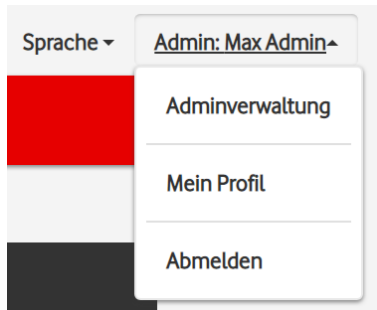 Sprache
Admin: Max Admin
Adminverwaltung
Mein Profil
Abmelden